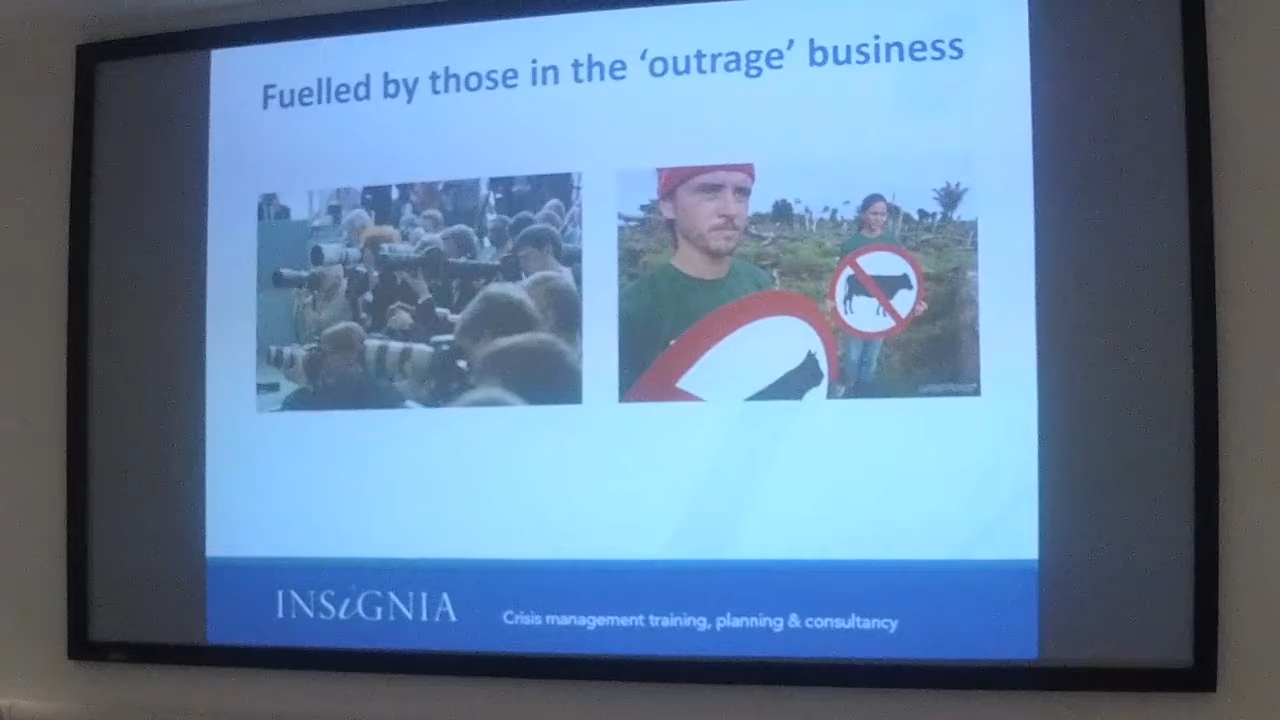 Fuelled by those in the ‘outrage’ business
INSiGNIA
Crisis management training, planning & consultancy